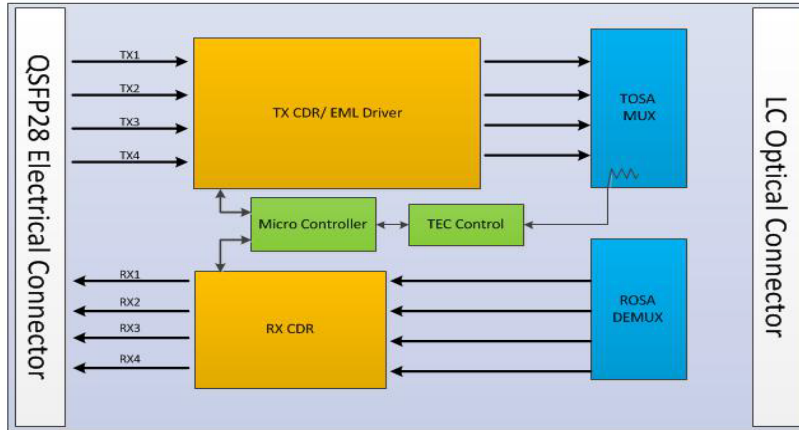 QSFP28 Electrical Connector
TX1
TX2
TX3
TX4
TX CDR/ EML Driver
TOSA
MUX
LC Optical Connector
Micro Controller
TEC Control
RX1
RX2
RX3
RX4
RX CDR
ROSA
DEMUX